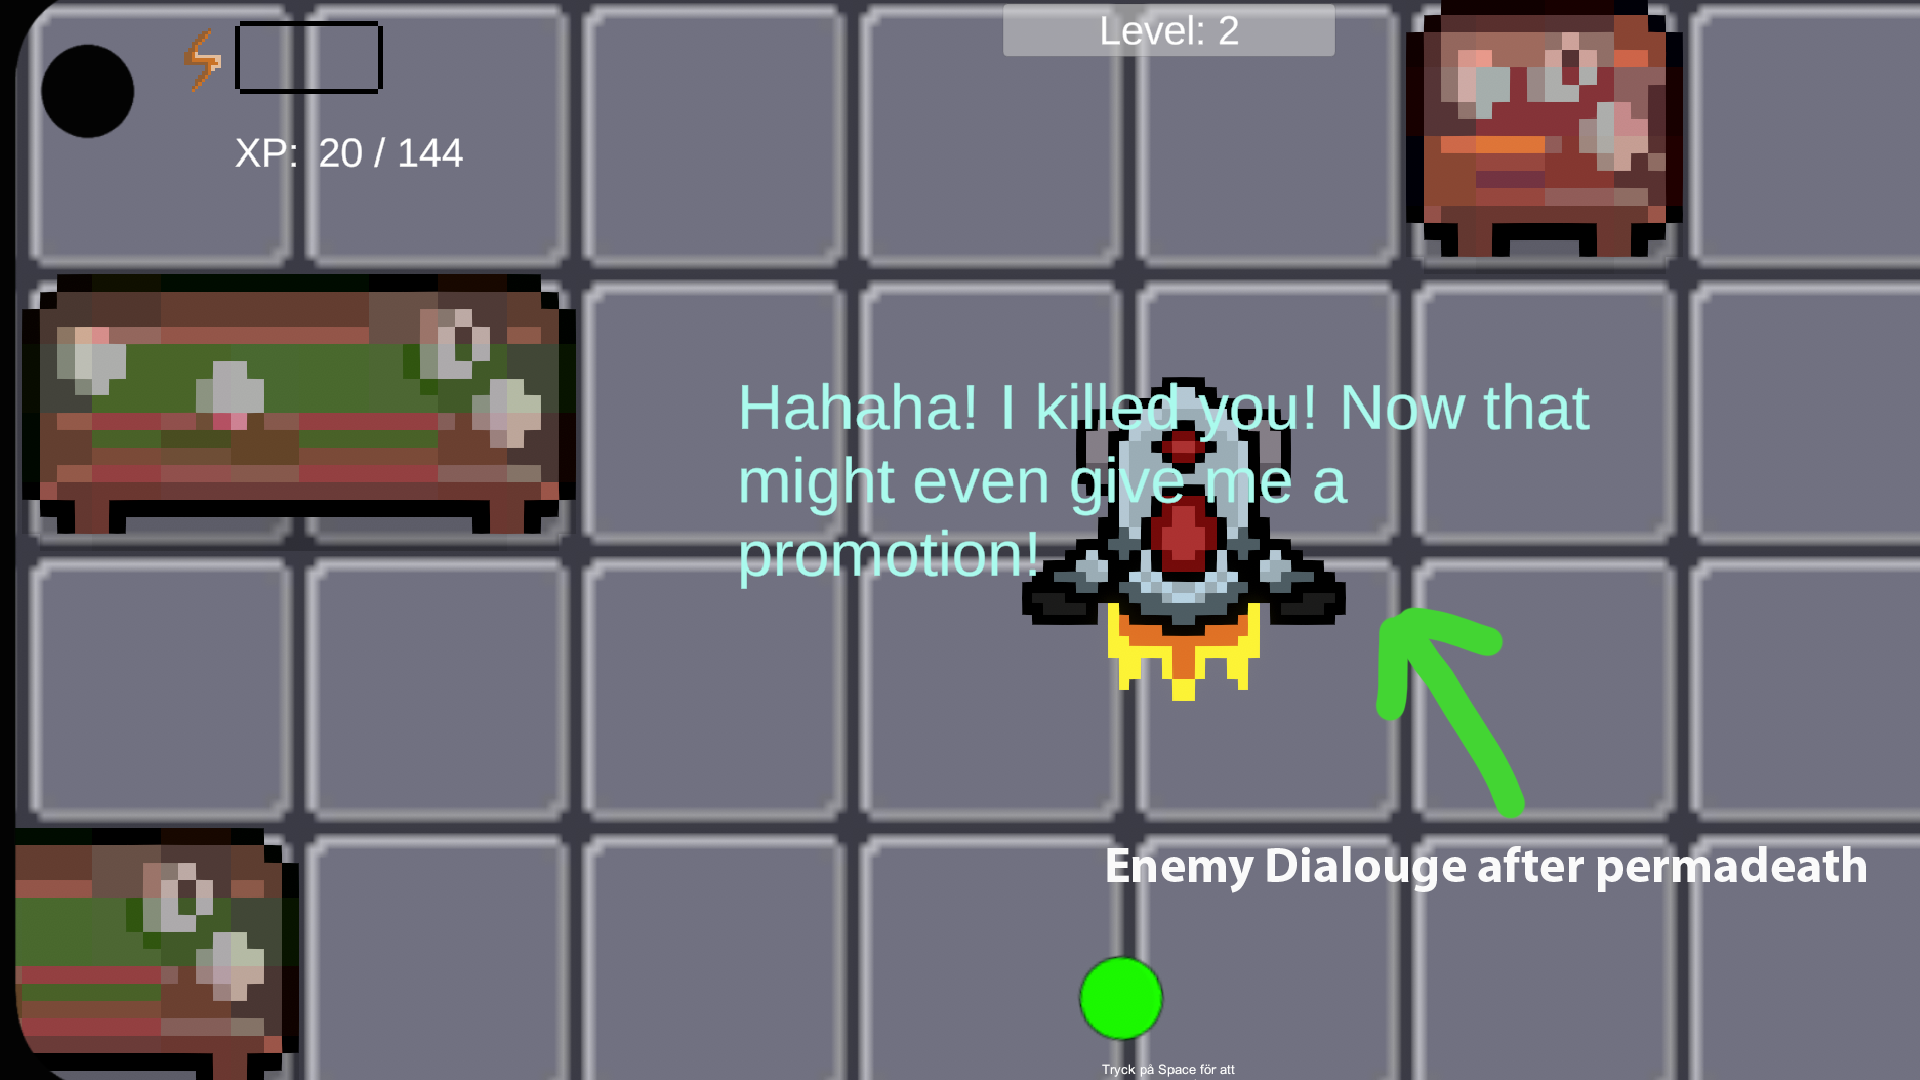 Level: 2
XP: 20 / 144
Hahaha! I killed you! Now that
might even give me a
promotion!
Enemy Dialouge after permadeath
Tryck på Space för att